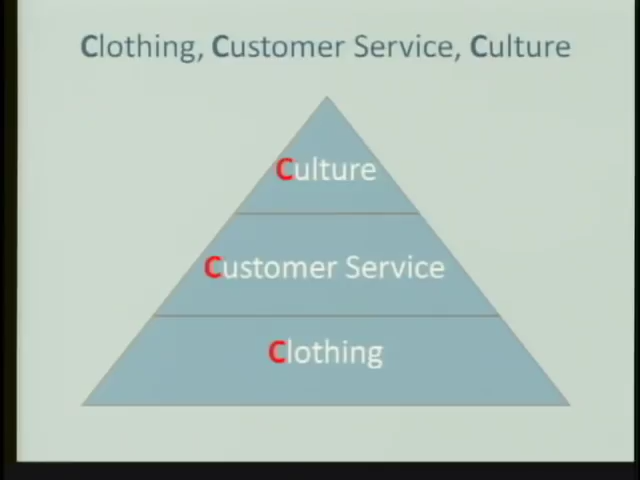 Clothing, Customer Service, Culture
Culture
Customer Service
Clothing